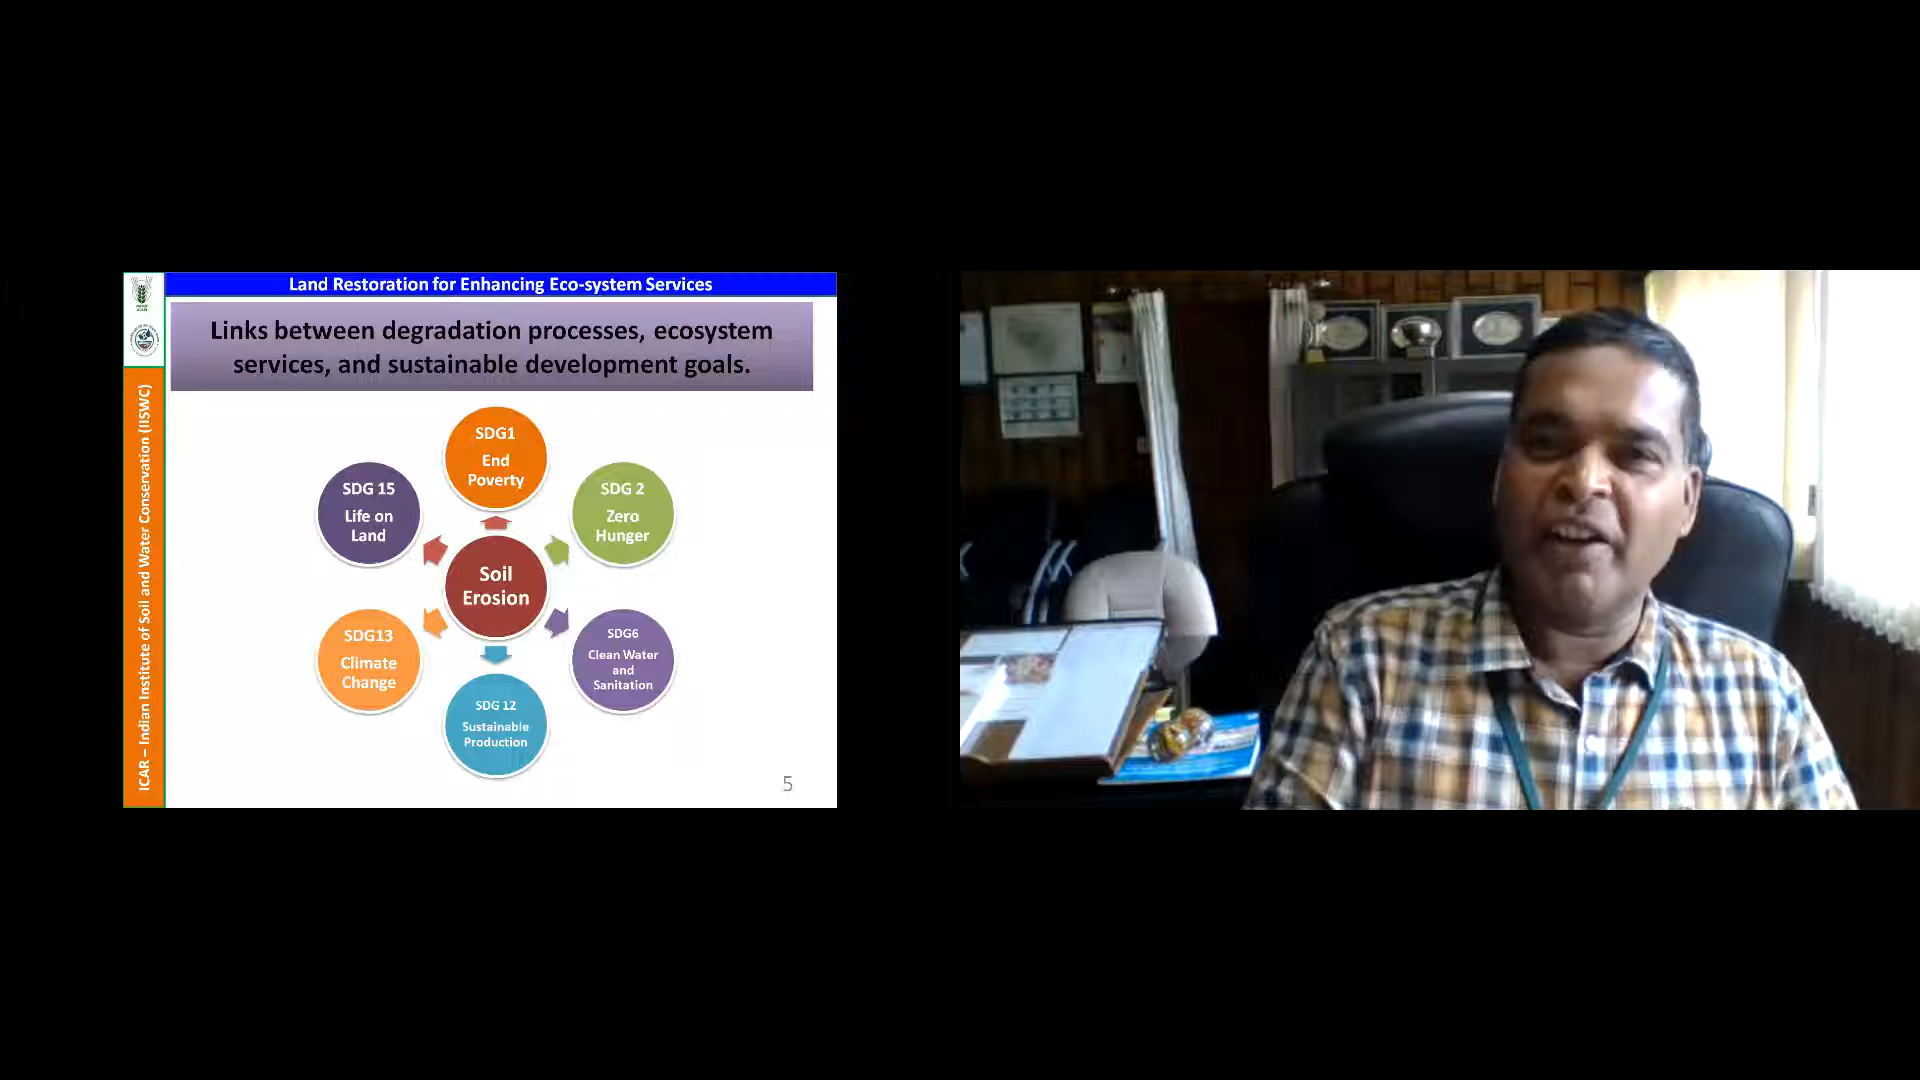 Land Restoration for Enhancing Eco-system Services
Links between degradation processes, ecosystem
services, and sustainable development goals.
ICAR – Indian Institute of Soil and Water Conservation (IISWC)
SDG1
End
Poverty
SDG 2
Zero
Hunger
SDG6
Clean Water
and
Sanitation
SDG 12
Sustainable
Production
SDG13
Climate
Change
SDG 15
Life on
Land
Soil
Erosion
5